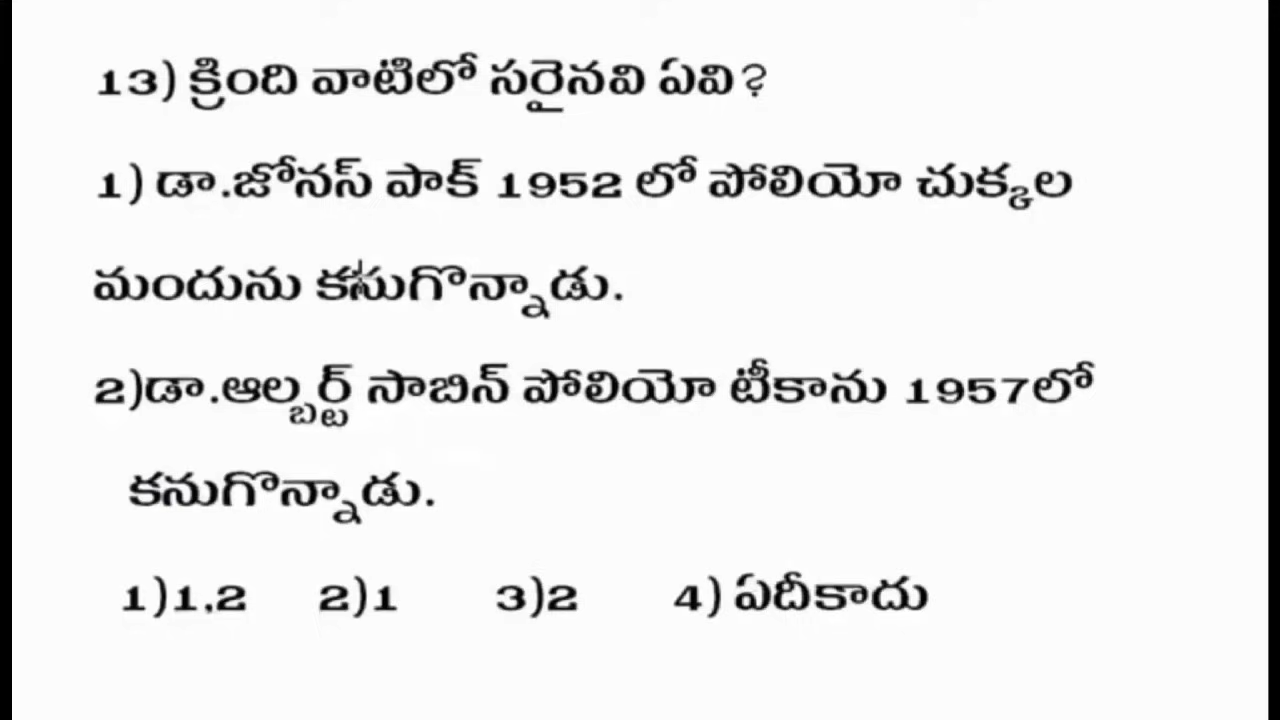 13) క్రింది వాటిలో సరైనవి ఏవి?
1) డా.జోనస్ పాక్ 1952 లో పోలియో చుక్కల
మందును కనుగొన్నాడు.
2)డా.ఆల్బర్ట్ సాబిన్ పోలియో టీకాను 1957లో
కనుగొన్నాడు.
1)1,2 2)1 3)2 4) ఏదీకాదు